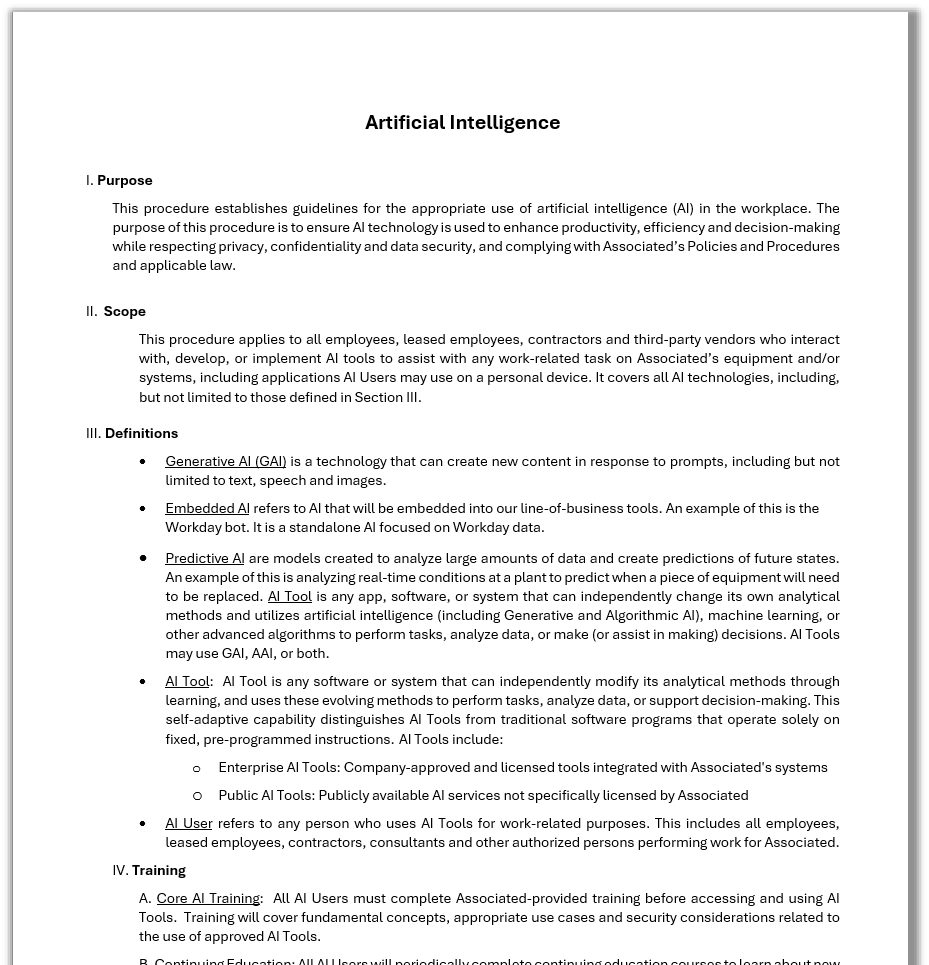 Artificial Intelligence
I. Purpose
This procedure establishes guidelines for the appropriate use of artificial intelligence (AI) in the workplace. The
purpose of this procedure is to ensure AI technology is used to enhance productivity, efficiency and decision-making
while respecting privacy, confidentiality and data security, and complying with Associated's Policies and Procedures
and applicable law.
II. Scope
This procedure applies to all employees, leased employees, contractors and third-party vendors who interact
with, develop, or implement AI tools to assist with any work-related task on Associated's equipment and/or
systems, including applications AI Users may use on a personal device. It covers all AI technologies, including,
but not limited to those defined in Section III.
III. Definitions
• Generative AI (GAI) is a technology that can create new content in response to prompts, including but not
limited to text, speech and images.
• Embedded AI refers to AI that will be embedded into our line-of-business tools. An example of this is the
Workday bot. It is a standalone AI focused on Workday data.
• Predictive AI are models created to analyze large amounts of data and create predictions of future states.
An example of this is analyzing real-time conditions at a plant to predict when a piece of equipment will need
to be replaced. AI Tool is any app, software, or system that can independently change its own analytical
methods and utilizes artificial intelligence (including Generative and Algorithmic AI), machine learning, or
other advanced algorithms to perform tasks, analyze data, or make (or assist in making) decisions. AI Tools
may use GAI, AAI, or both.
• AI Tool: AI Tool is any software or system that can independently modify its analytical methods through
learning, and uses these evolving methods to perform tasks, analyze data, or support decision-making. This
self-adaptive capability distinguishes AI Tools from traditional software programs that operate solely on
fixed, pre-programmed instructions. AI Tools include:
o Enterprise AI Tools: Company-approved and licensed tools integrated with Associated's systems
o Public AI Tools: Publicly available AI services not specifically licensed by Associated
• AI User refers to any person who uses AI Tools for work-related purposes. This includes all employees,
leased employees, contractors, consultants and other authorized persons performing work for Associated.
IV. Training
A. Core AI Training: All AI Users must complete Associated-provided training before accessing and using AI
Tools. Training will cover fundamental concepts, appropriate use cases and security considerations related to
the use of approved AI Tools.
B. Continuing Education: All AI Users will periodically complete continuing education courses to learn about new